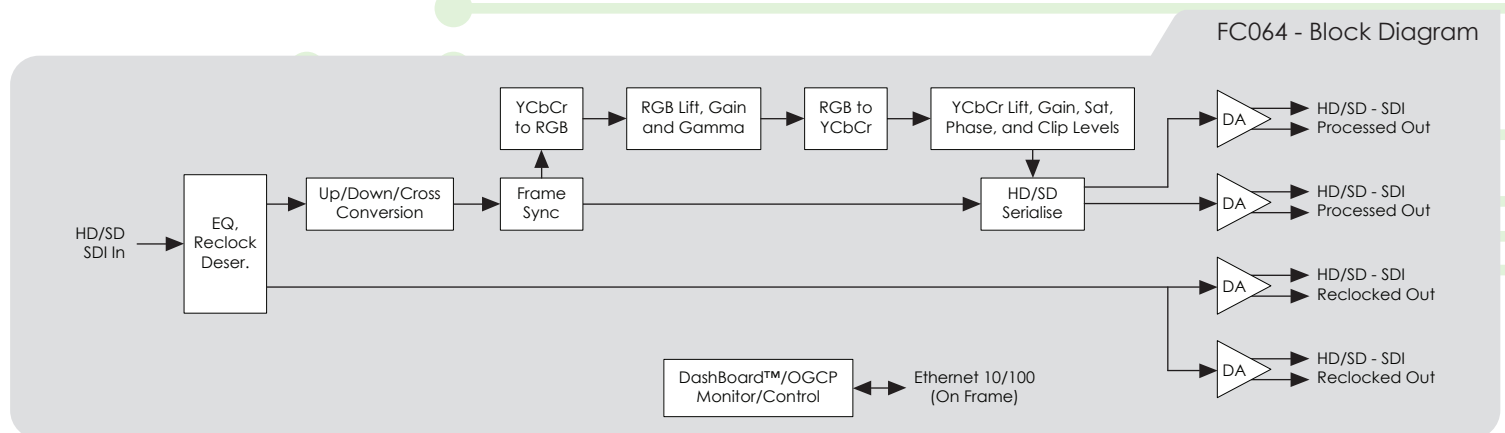 FC064 - Block Diagram
YCbCr
to RGB
RGB Lift, Gain
and Gamma
RGB to
YCbCr
YCbCr Lift, Gain, Sat,
Phase, and Clip Levels
DA
HD/SD - SDI
Processed Out
HD/SD
SDI In
EQ,
Reclock
Deser.
Up/Down/Cross
Conversion
Frame
Sync
HD/SD
Serialise
DA
HD/SD - SDI
Processed Out
DA
HD/SD - SDI
Reclocked Out
DashBoard™/OGCP
Monitor/Control
Ethernet 10/100
(On Frame)
DA
HD/SD - SDI
Reclocked Out